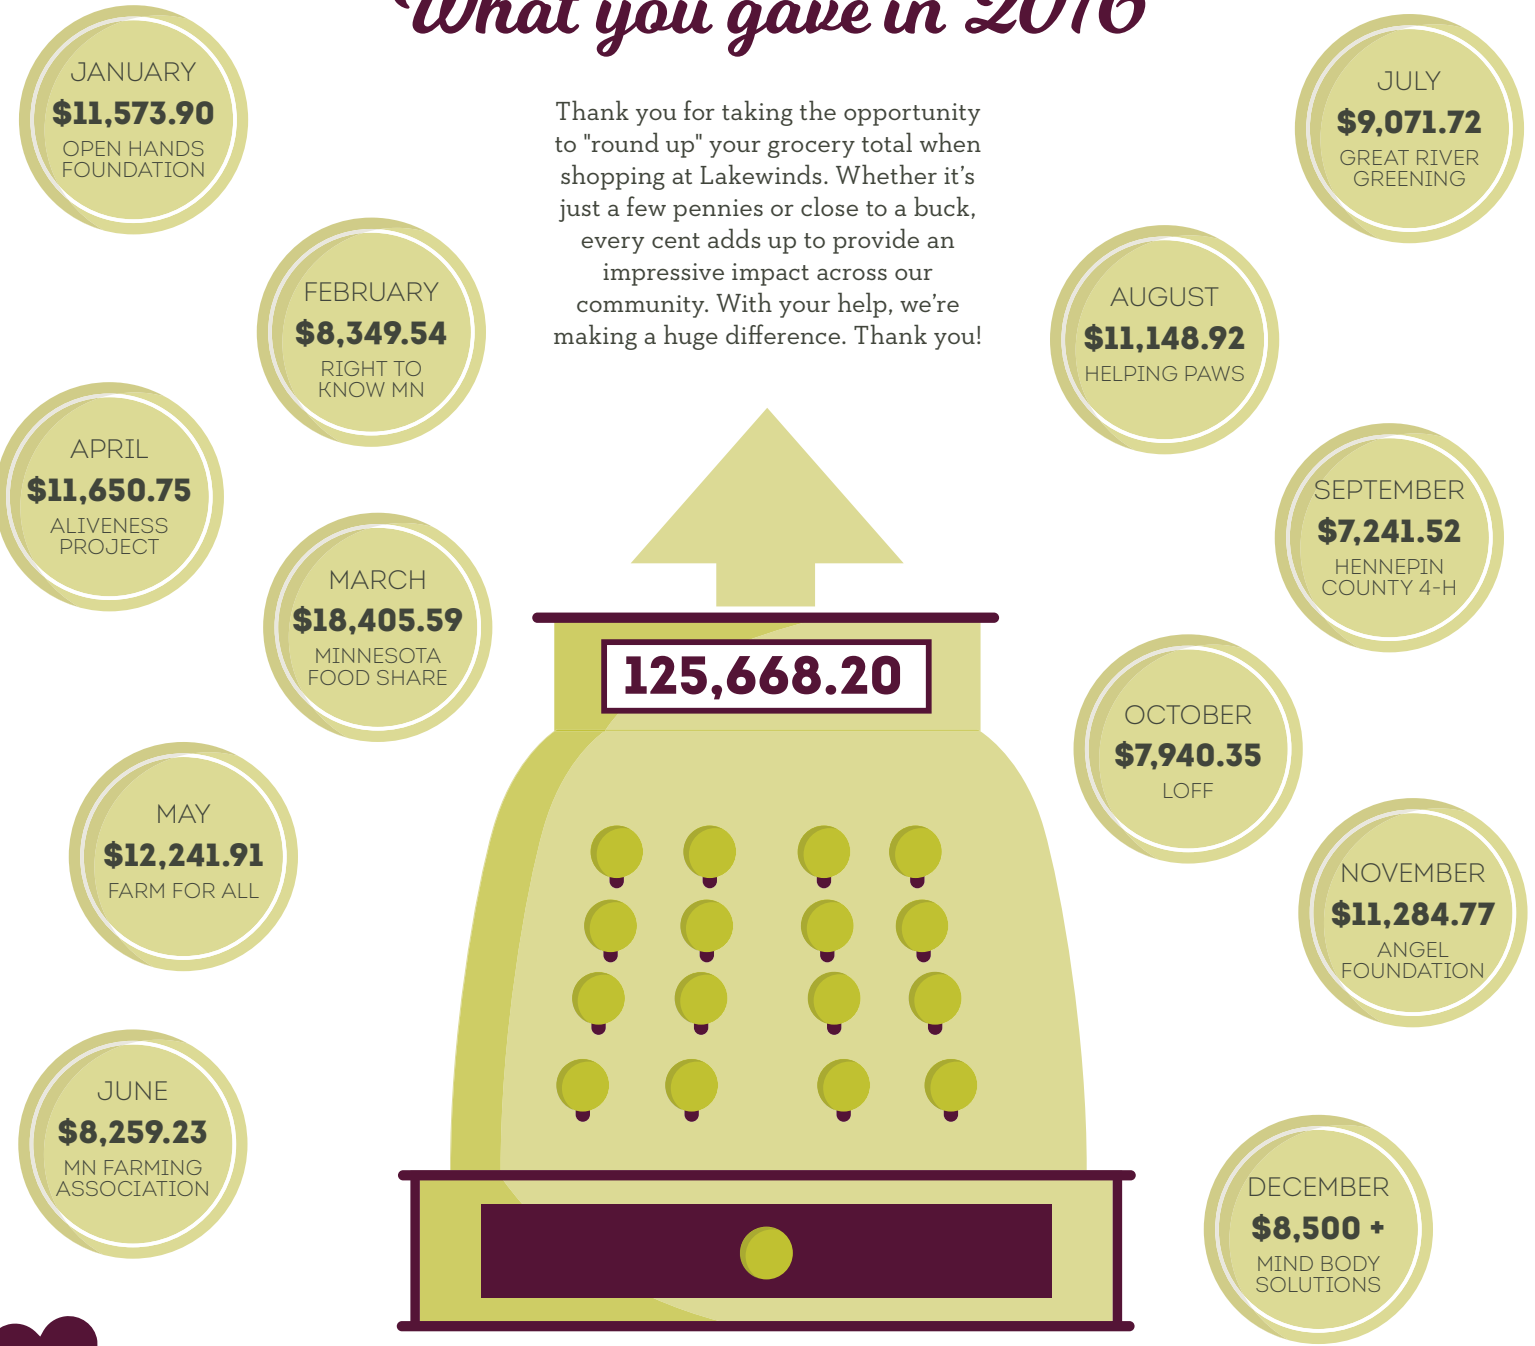 What you gave in 2016
Thank you for taking the opportunity
to "round up" your grocery total when
shopping at Lakewinds. Whether it’s
just a few pennies or close to a buck,
every cent adds up to provide an
impressive impact across our
community. With your help, we’re
making a huge difference. Thank you!
JANUARY
$11,573.90
OPEN HANDS
FOUNDATION
FEBRUARY
$8,349.54
RIGHT TO
KNOW MN
APRIL
$11,650.75
ALIVENESS
PROJECT
MARCH
$18,405.59
MINNESOTA
FOOD SHARE
MAY
$12,241.91
FARM FOR ALL
JUNE
$8,259.23
MN FARMING
ASSOCIATION
125,668.20
JULY
$9,071.72
GREAT RIVER
GREENING
AUGUST
$11,148.92
HELPING PAWS
SEPTEMBER
$7,241.52
HENNEPIN
COUNTY 4-H
OCTOBER
$7,940.35
LOFF
NOVEMBER
$11,284.77
ANGEL
FOUNDATION
DECEMBER
$8,500 +
MIND BODY
SOLUTIONS